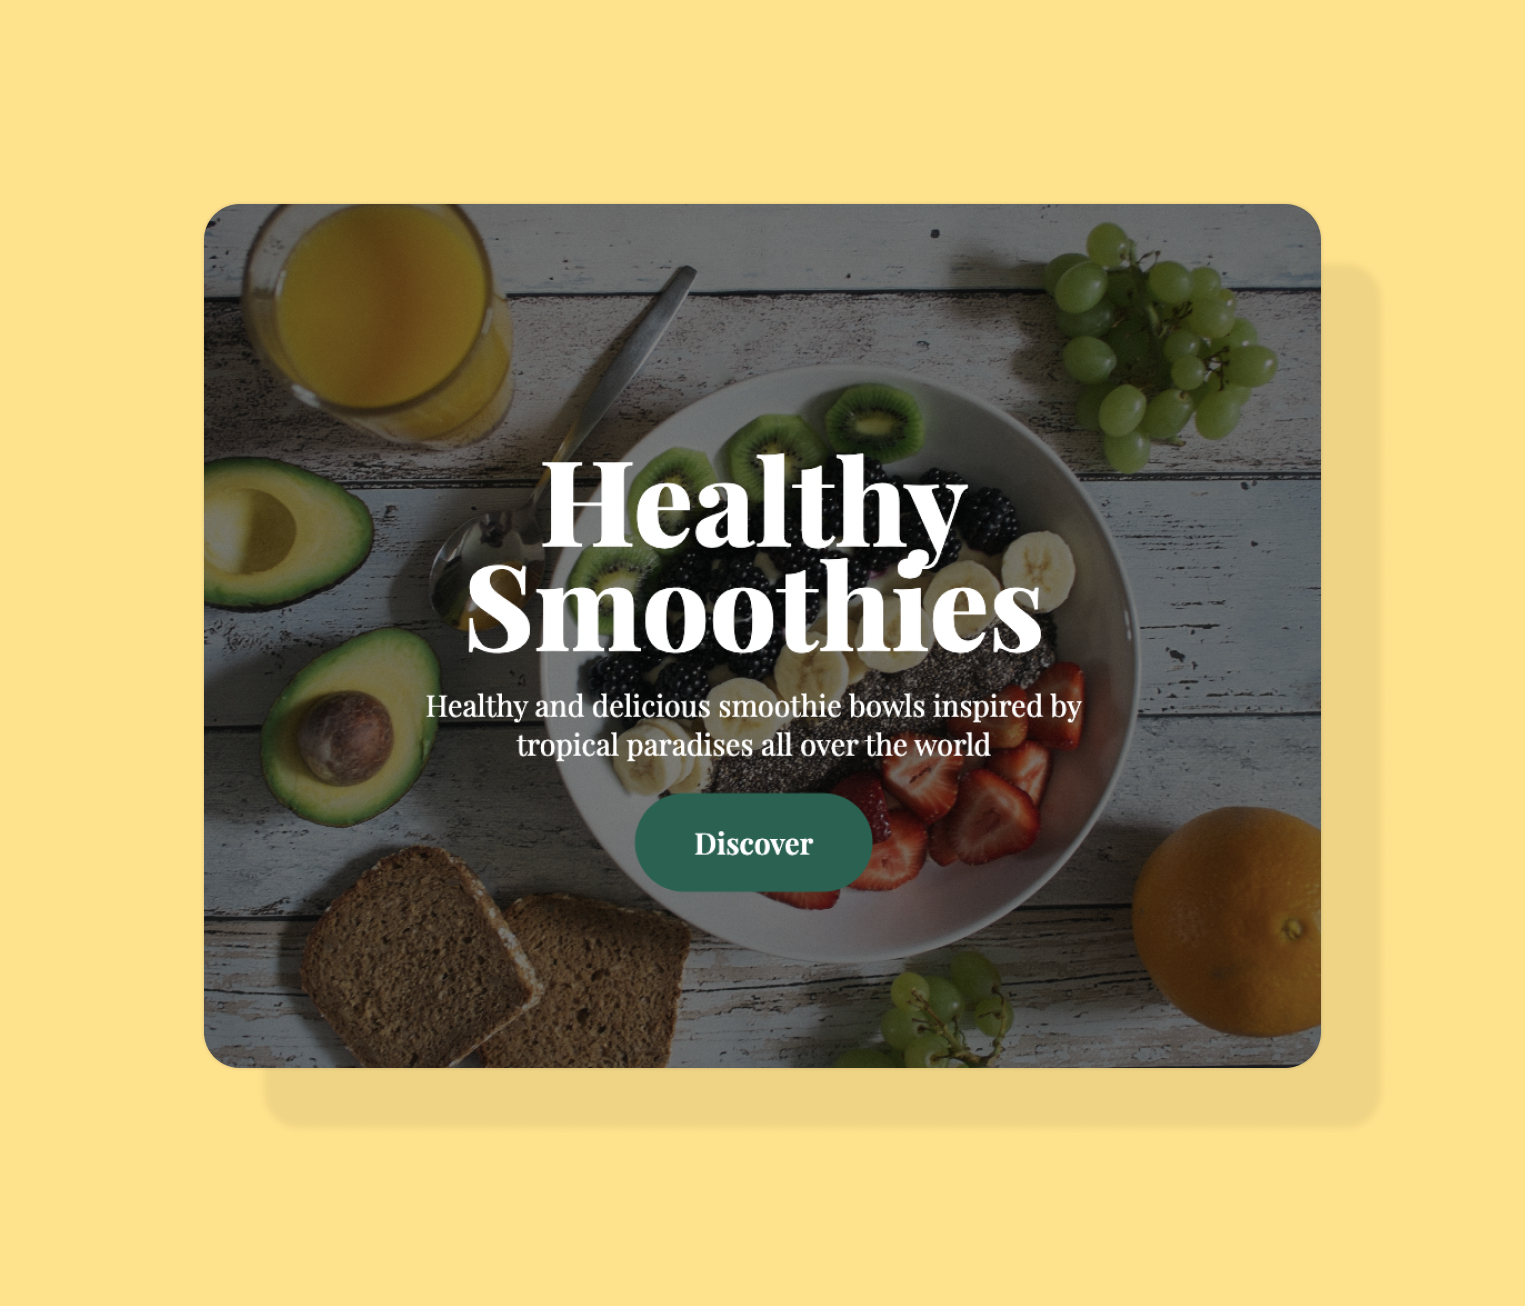 Healthy
Smoothies
Healthy and delicious smoothie bowls inspired by
tropical paradises all over the world
Discover